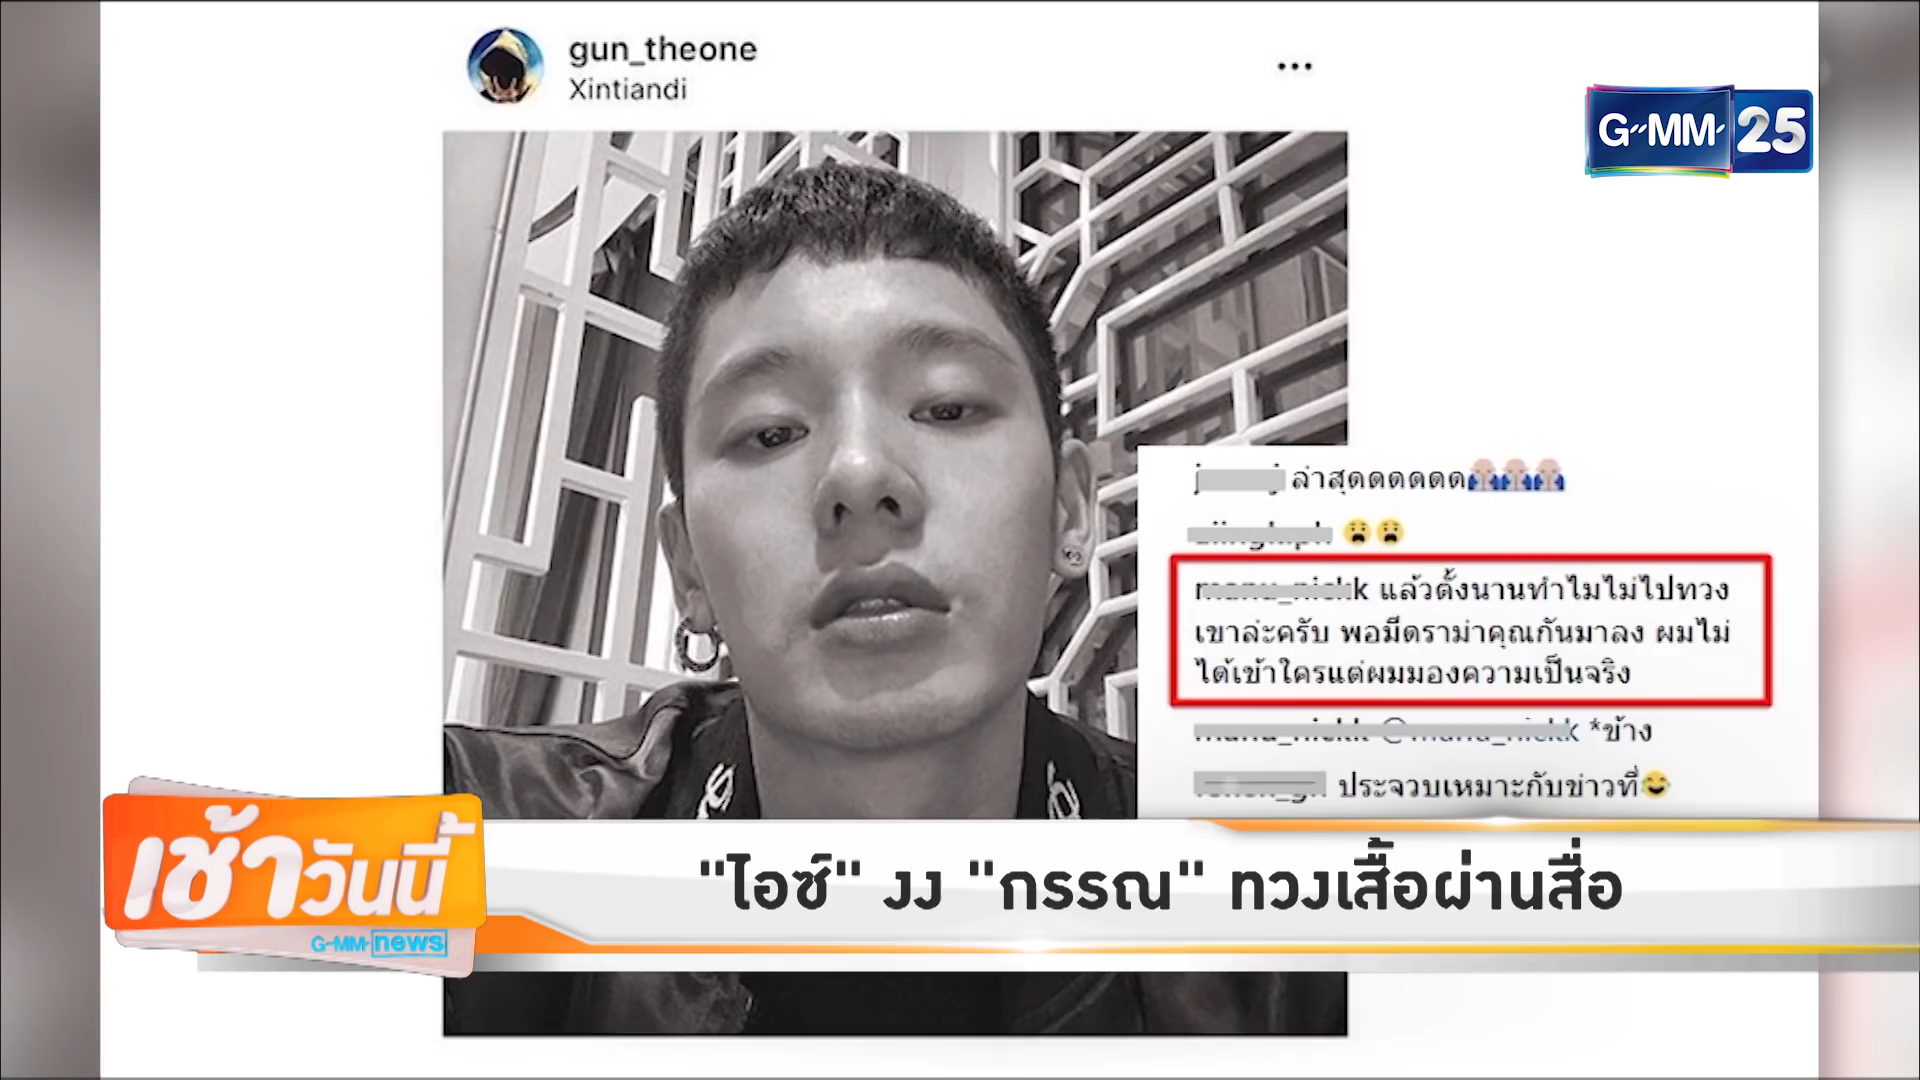 gun_theone
Xintiandi
G-MM 25
ล่าสุดดดดดด
แล้วตั้งนานทำไมไม่ไปทวง
เขาล่ะครับ พอมีดราม่าคุณกันมาลง ผมไม่
ได้เข้าใครแต่ผมมองความเป็นจริง
*ข้าง
ประจวบเหมาะกับข่าวที่
เช้าวันนี้
G-MM news
"ไอซ์" งง "กรรณ" ทวงเสื้อผ่านสื่อ